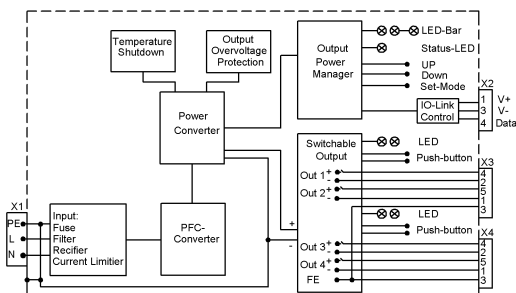 Temperature
Shutdown
Output
Overvoltage
Protection
Output
Power
Manager
LED-Bar
Status-LED
UP
Down
Set-Mode
IO-Link
Control
X2
1
3
4
V+
V-
Data
Power
Converter
Switchable
Output
LED
Push-button
Out 1
+
-
Out 2
+
-
X3
4
2
5
1
3
LED
Push-button
X1
PE
L
N
Input:
Fuse
Filter
Rectifier
Current Limitier
PFC-
Converter
+
-
Out 3
+
-
Out 4
+
-
FE
X4
4
2
5
1
3